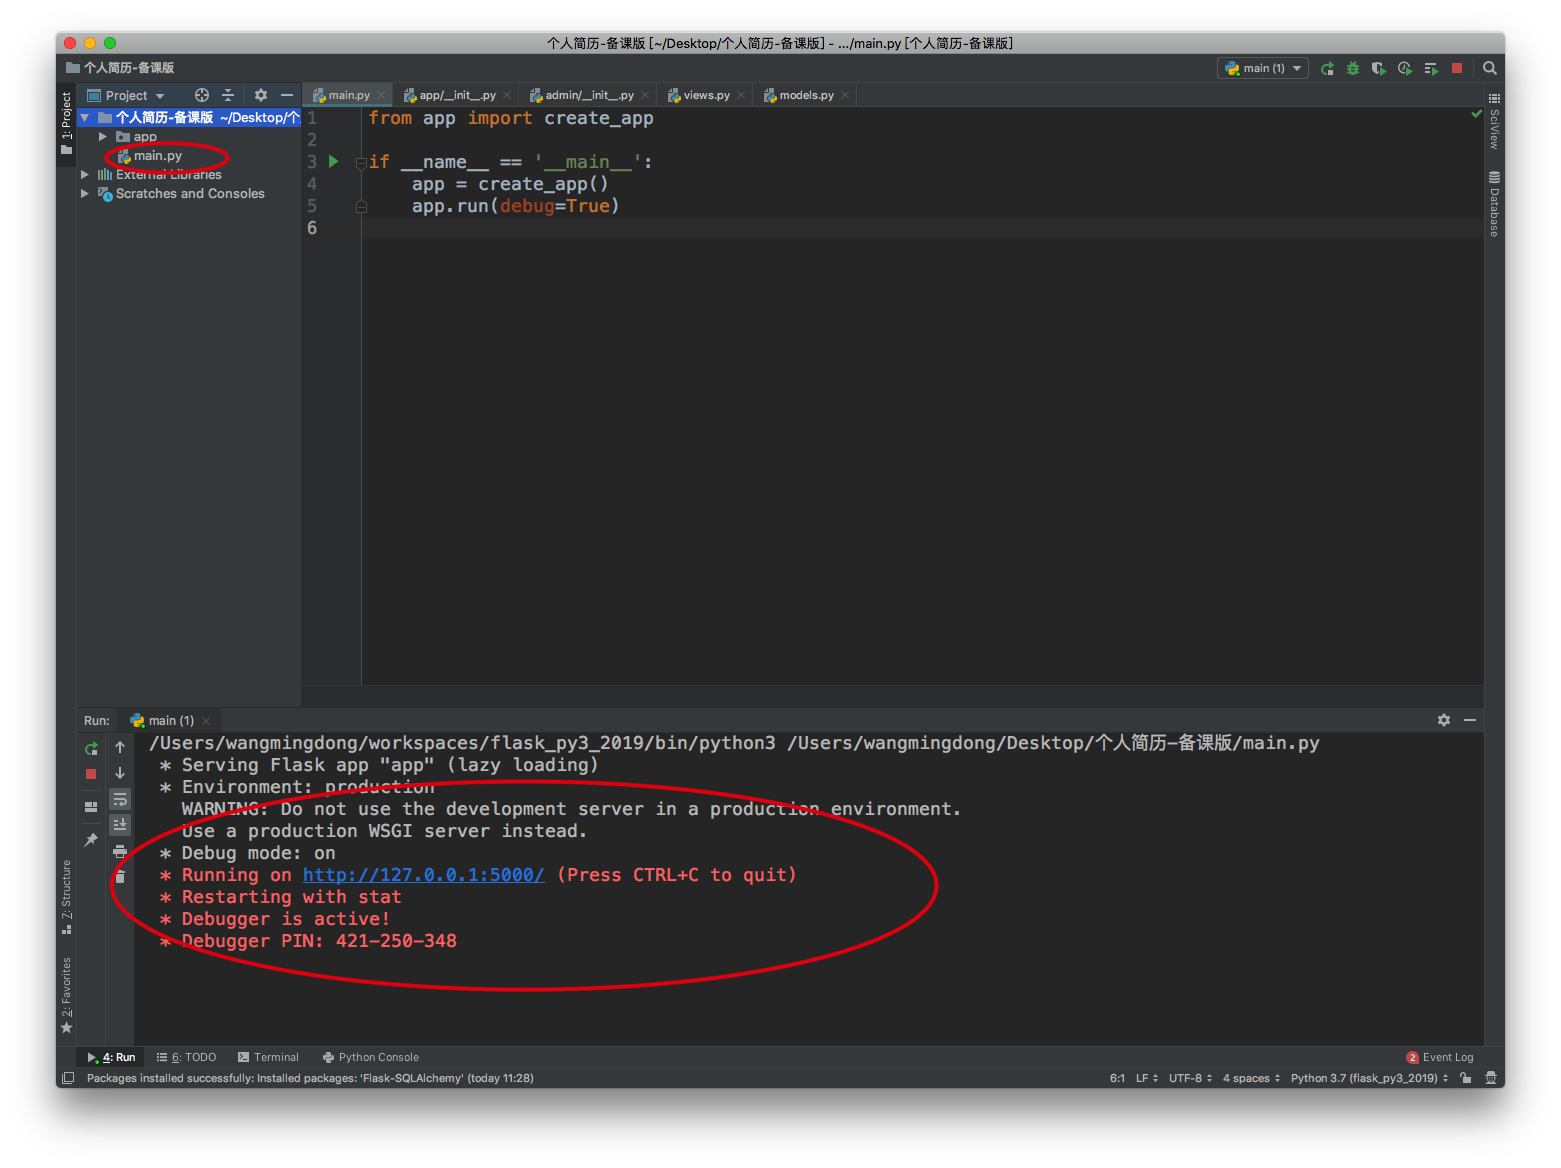 个人简历-备课版 [~/Desktop/个人简历-备课版] - .../main.py [个人简历-备课版]
个人简历-备课版
main (1)
Project
main.py
app/__init__.py
admin/__init__.py
views.py
models.py
1: Project
个人简历-备课版 ~/Desktop/个
app
main.py
External Libraries
Scratches and Consoles
1 from app import create_app
2
3 if __name__ == '__main__':
4 app = create_app()
5 app.run(debug=True)
6
SciView
Database
Run: main (1)
/Users/wangmingdong/workspaces/flask_py3_2019/bin/python3 /Users/wangmingdong/Desktop/个人简历-备课版/main.py
* Serving Flask app "app" (lazy loading)
* Environment: production
WARNING: Do not use the development server in a production environment.
Use a production WSGI server instead.
* Debug mode: on
* Running on http://127.0.0.1:5000/ (Press CTRL+C to quit)
* Restarting with stat
* Debugger is active!
* Debugger PIN: 421-250-348
7: Structure
2: Favorites
4: Run
6: TODO
Terminal
Python Console
2 Event Log
Packages installed successfully: Installed packages: 'Flask-SQLAlchemy' (today 11:28)
6:1 LF UTF-8 4 spaces Python 3.7 (flask_py3_2019)